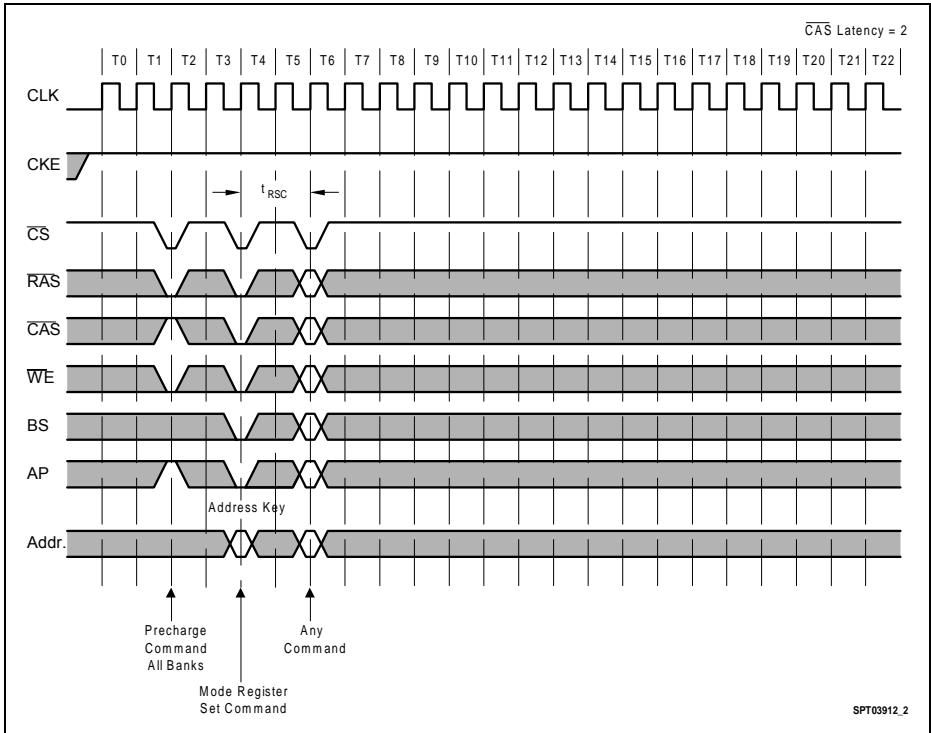 CAS Latency = 2
T0 T1 T2 T3 T4 T5 T6 T7 T8 T9 T10 T11 T12 T13 T14 T15 T16 T17 T18 T19 T20 T21 T22
CLK
CKE
t RSC
CS
RAS
CAS
WE
BS
AP
Address Key
Addr.
Precharge
Command
All Banks
Any
Command
Mode Register
Set Command
SPT03912_2